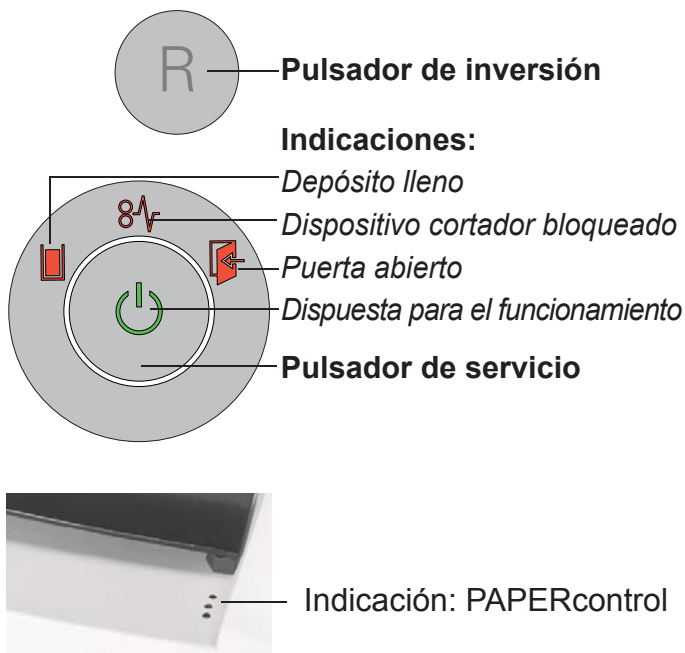 R
Pulsador de inversión
Indicaciones:
Depósito lleno
Dispositivo cortador bloqueado
Puerta abierto
Dispuesta para el funcionamiento
Pulsador de servicio
Indicación: PAPERcontrol